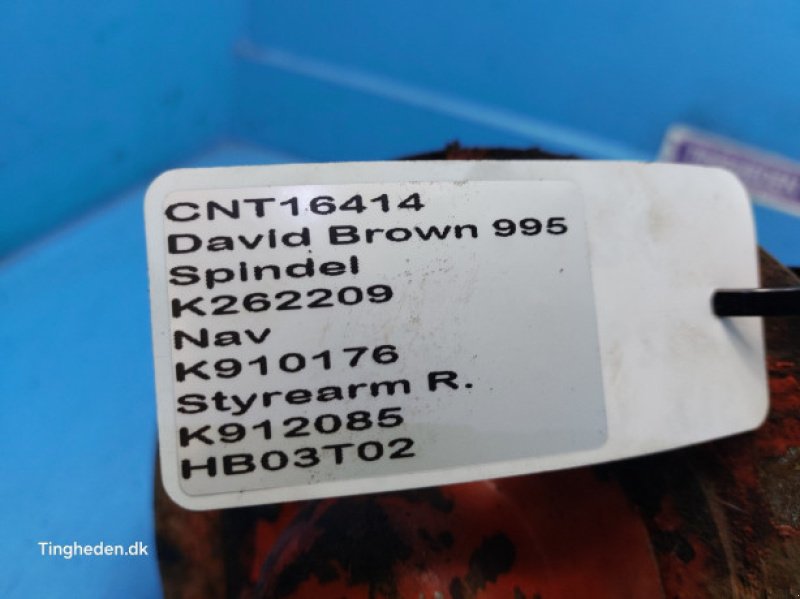 CNT16414
David Brown 995
Spindel
K262209
Nav
K910176
Styrearm R.
K912085
HB03T02
Tingheden.dk